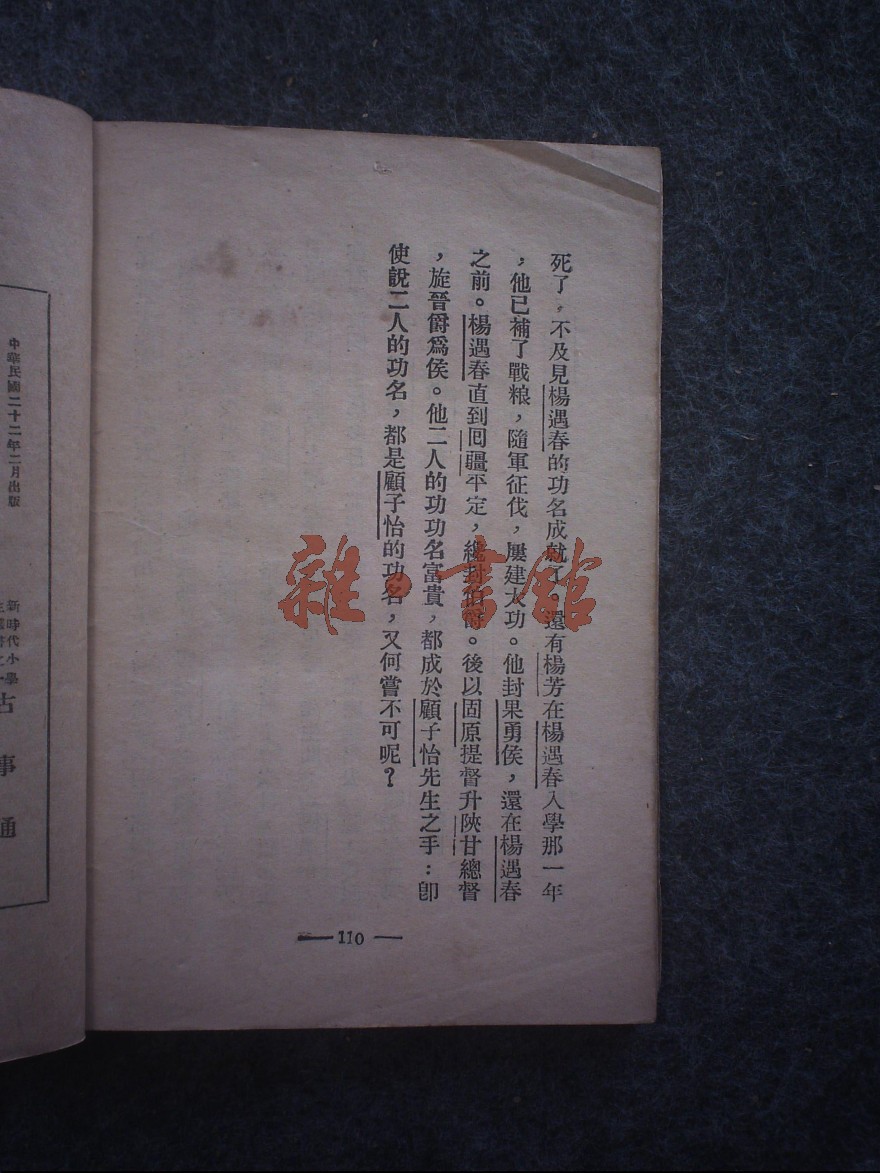 死了，不及見楊遇春的功名成就了。還有楊芳在楊遇春入學那一年
，他已補了戰粮，隨軍征伐，屢建大功。他封果勇侯，還在楊遇春
之前。楊遇春直到回疆平定，纔封伯爵。後以固原提督升陝甘總督
，旋晉爵爲侯。他二人的功功名富貴，都成於顧子怡先生之手：卽
使說二人的功名，都是顧子怡的功名，又何嘗不可呢？
— 110 —
雜·書館
中華民國二十二年二月出版
新時代小學
古事通